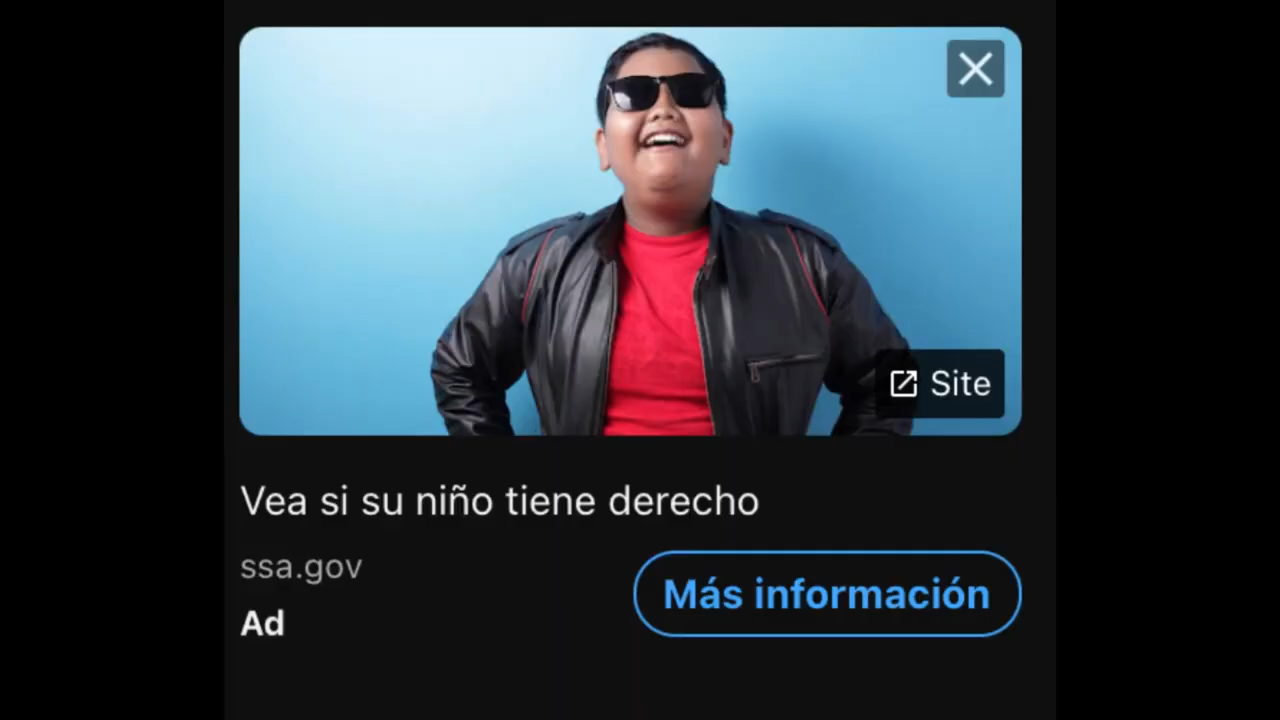 Site
Vea si su niño tiene derecho
ssa.gov
Más información
Ad